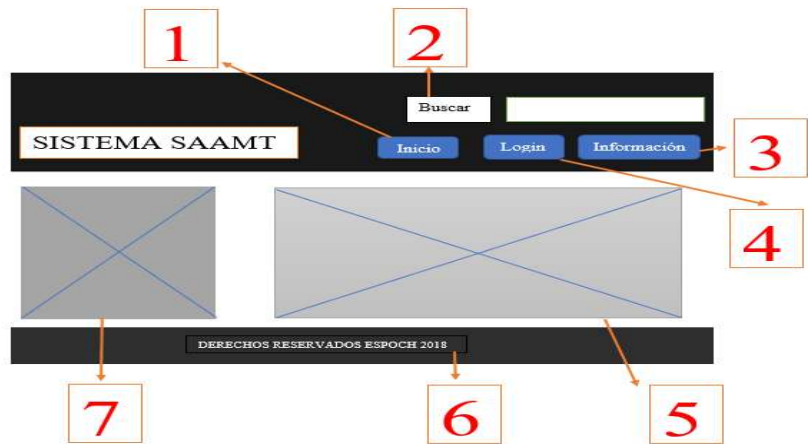 1
2
Buscar
SISTEMA SAAMT
Inicio
Login
Información
3
4
DERECHOS RESERVADOS ESPOCH 2018
7
6
5